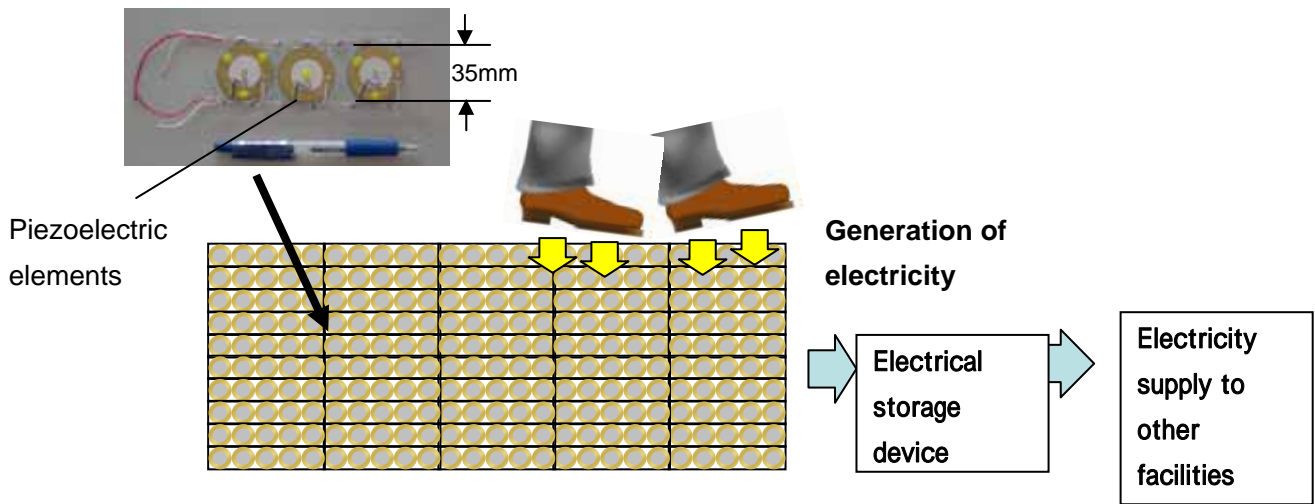 35mm
Piezoelectric
elements
Generation of
electricity
Electrical
storage
device
Electricity
supply to
other
facilities